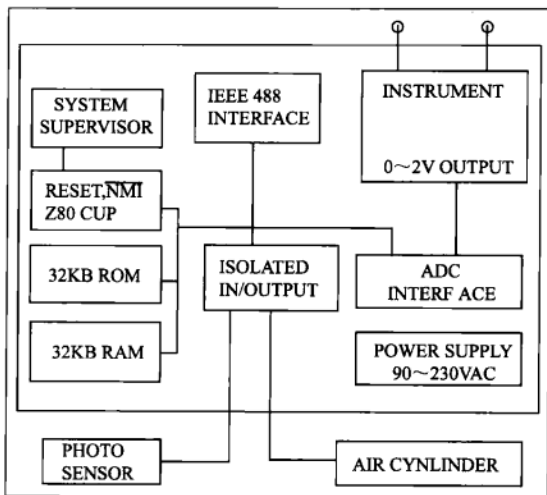 SYSTEM
SUPERVISOR
IEEE 488
INTERFACE
INSTRUMENT
0～2V OUTPUT
RESET,N̅M̅I̅
Z80 CUP
32KB ROM
ISOLATED
IN/OUTPUT
ADC
INTERF ACE
32KB RAM
POWER SUPPLY
90～230VAC
PHOTO
SENSOR
AIR CYNLINDER